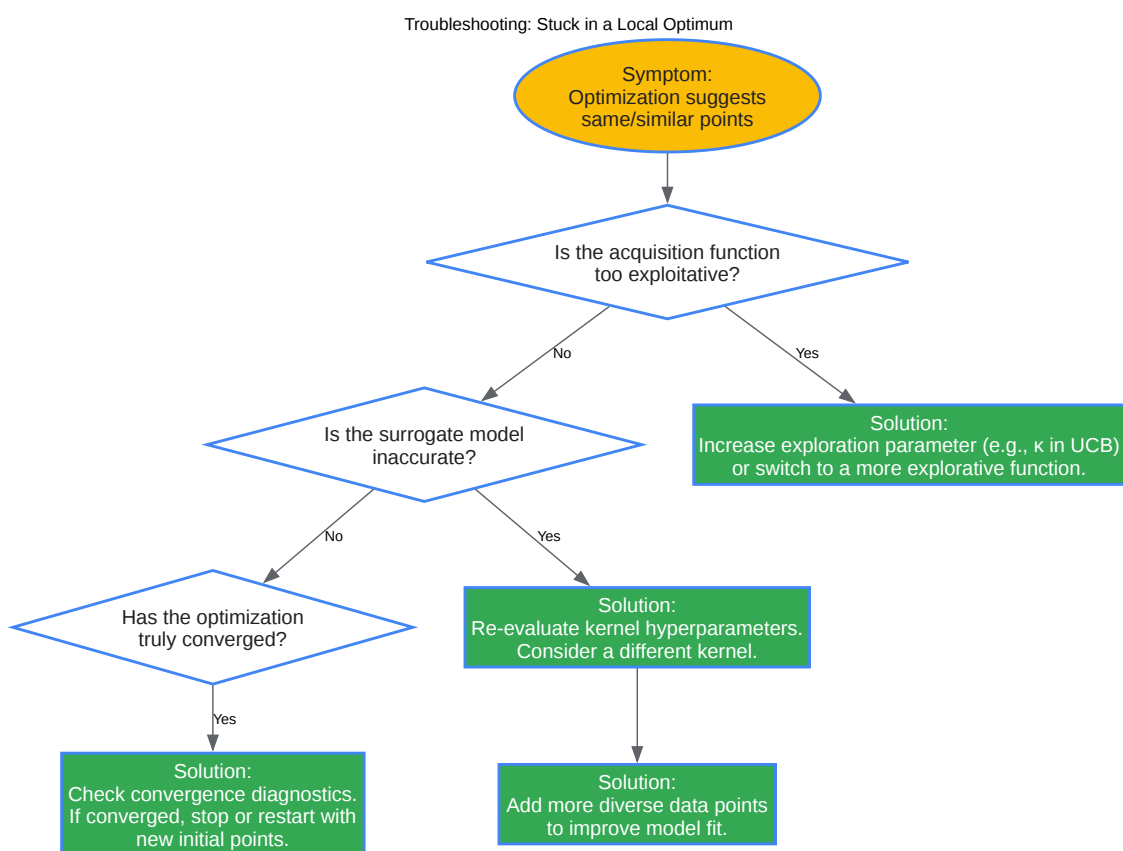 Troubleshooting: Stuck in a Local Optimum
Symptom:
Optimization suggests
same/similar points
Is the acquisition function
too exploitative?
No
Yes
Is the surrogate model
inaccurate?
Solution:
Increase exploration parameter (e.g., κ in UCB)
or switch to a more explorative function.
No
Yes
Has the optimization
truly converged?
Solution:
Re-evaluate kernel hyperparameters.
Consider a different kernel.
Yes
Solution:
Check convergence diagnostics.
If converged, stop or restart with
new initial points.
Solution:
Add more diverse data points
to improve model fit.